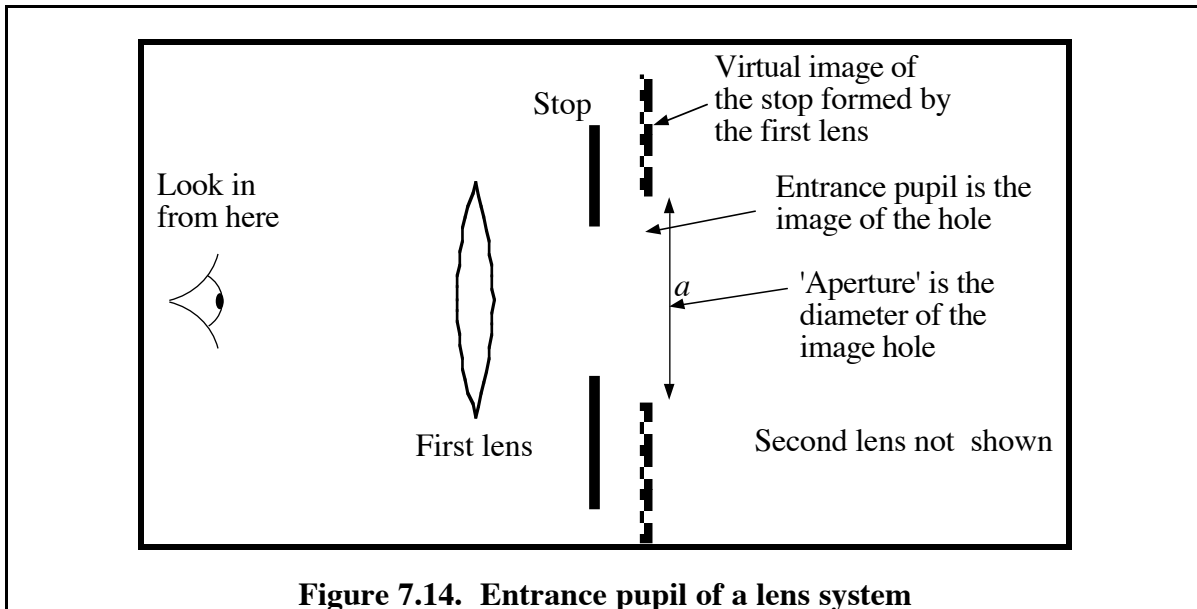 Virtual image of
the stop formed by
the first lens
Stop
Look in
from here
Entrance pupil is the
image of the hole
a
'Aperture' is the
diameter of the
image hole
First lens
Second lens not shown
Figure 7.14. Entrance pupil of a lens system